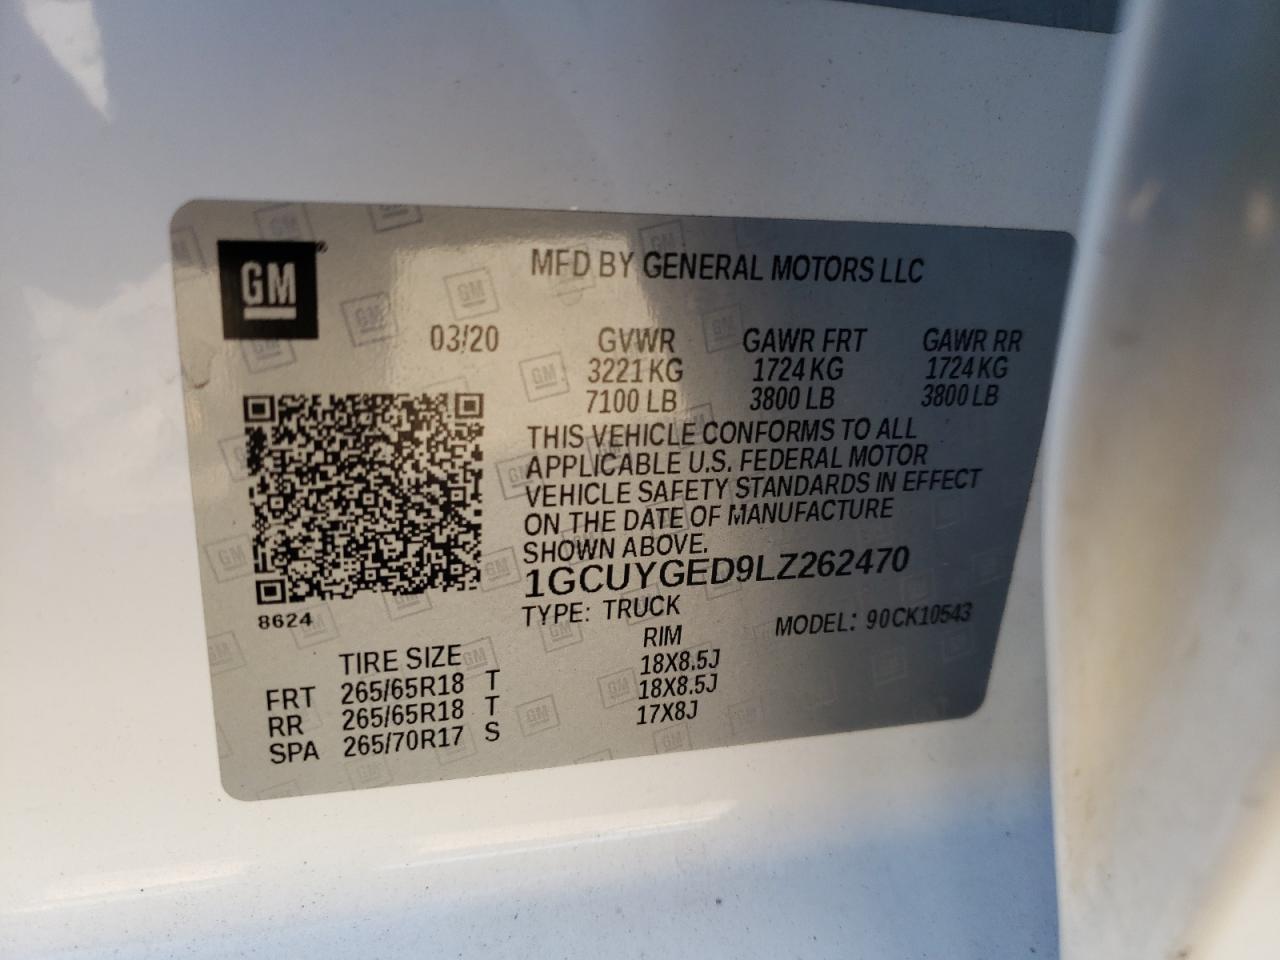 GM
MFD BY GENERAL MOTORS LLC
03/20 GVWR GAWR FRT GAWR RR
3221 KG 1724 KG 1724 KG
7100 LB 3800 LB 3800 LB
THIS VEHICLE CONFORMS TO ALL
APPLICABLE U.S. FEDERAL MOTOR
VEHICLE SAFETY STANDARDS IN EFFECT
ON THE DATE OF MANUFACTURE
SHOWN ABOVE.
1GCUYGED9LZ262470
8624
TYPE: TRUCK MODEL: 90CK10543
TIRE SIZE RIM
FRT 265/65R18 T 18X8.5J
RR 265/65R18 T 18X8.5J
SPA 265/70R17 S 17X8J